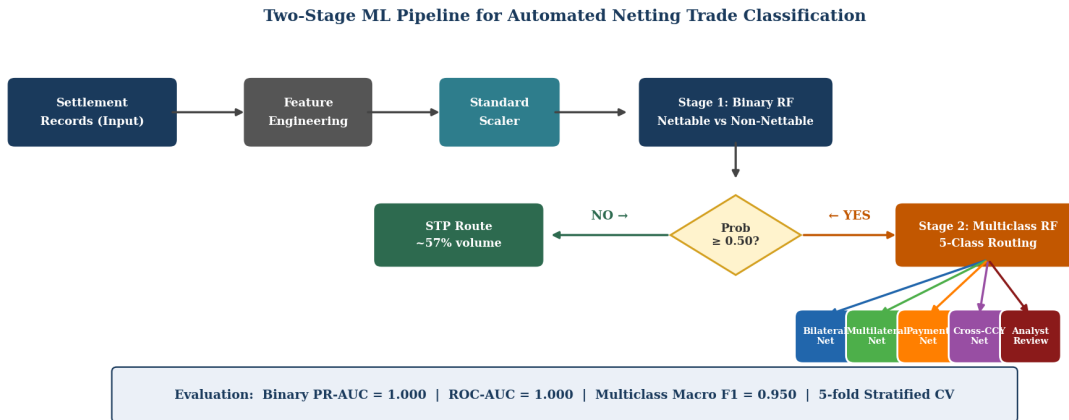 Two-Stage ML Pipeline for Automated Netting Trade Classification
Settlement
Records (Input)
Feature
Engineering
Standard
Scaler
Stage 1: Binary RF
Nettable vs Non-Nettable
STP Route
~57% volume
NO →
Prob
≥ 0.50?
← YES
Stage 2: Multiclass RF
5-Class Routing
Bilateral
Net
Multilateral
Net
Payment
Net
Cross-CCY
Net
Analyst
Review
Evaluation: Binary PR-AUC = 1.000 | ROC-AUC = 1.000 | Multiclass Macro F1 = 0.950 | 5-fold Stratified CV